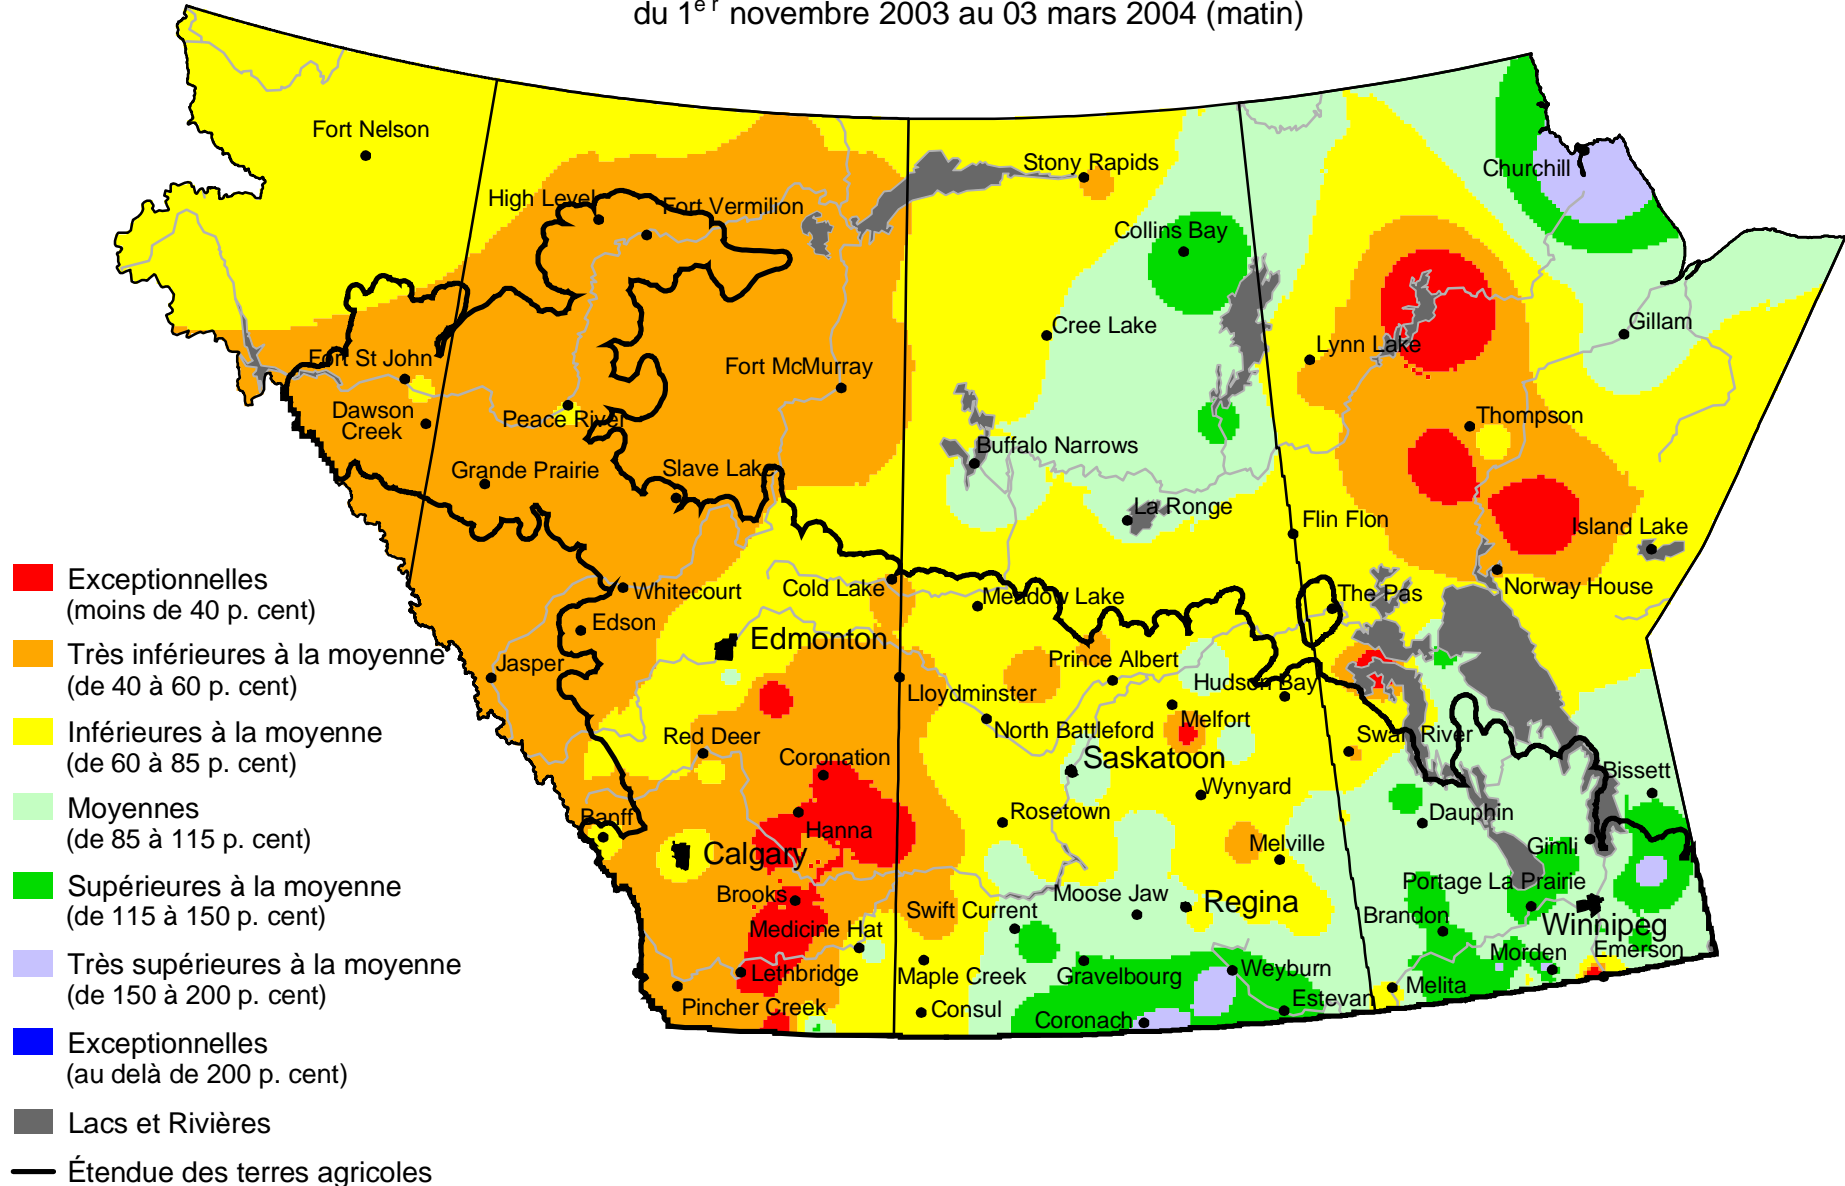 du 1er novembre 2003 au 03 mars 2004 (matin)
Fort Nelson
Stony Rapids
Churchill
High Level
Fort Vermilion
Collins Bay
Cree Lake
Gillam
Fort St John
Fort McMurray
Lynn Lake
Dawson
Creek
Peace River
Thompson
Buffalo Narrows
Grande Prairie
Slave Lake
La Ronge
Flin Flon
Island Lake
Whitecourt
Cold Lake
Meadow Lake
The Pas
Norway House
Edson
Edmonton
Jasper
Prince Albert
Lloydminster
Hudson Bay
North Battleford
Melfort
Red Deer
Swan River
Coronation
Saskatoon
Bissett
Wynyard
Banff
Hanna
Rosetown
Dauphin
Calgary
Melville
Gimli
Brooks
Moose Jaw
Portage La Prairie
Swift Current
Regina
Brandon
Winnipeg
Medicine Hat
Morden
Emerson
Lethbridge
Maple Creek
Gravelbourg
Weyburn
Melita
Pincher Creek
Consul
Coronach
Estevan
Exceptionnelles
(moins de 40 p. cent)
Très inférieures à la moyenne
(de 40 à 60 p. cent)
Inférieures à la moyenne
(de 60 à 85 p. cent)
Moyennes
(de 85 à 115 p. cent)
Supérieures à la moyenne
(de 115 à 150 p. cent)
Très supérieures à la moyenne
(de 150 à 200 p. cent)
Exceptionnelles
(au delà de 200 p. cent)
Lacs et Rivières
Étendue des terres agricoles